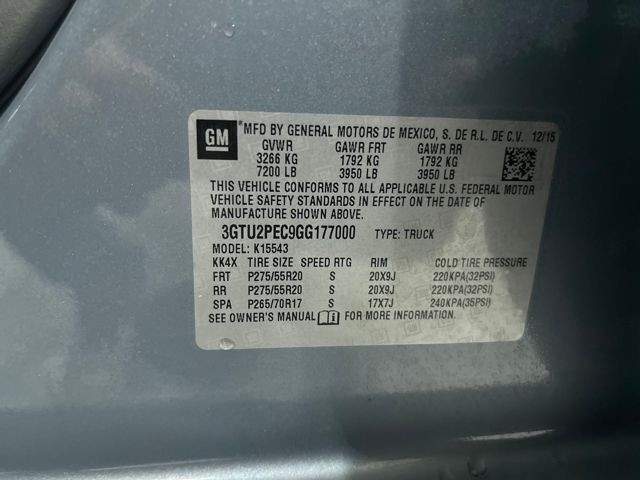 GM MFD BY GENERAL MOTORS DE MEXICO, S. DE R.L. DE C.V. 12/15
GVWR GAWR FRT GAWR RR
3266 KG 1792 KG 1792 KG
7200 LB 3950 LB 3950 LB
THIS VEHICLE CONFORMS TO ALL APPLICABLE U.S. FEDERAL MOTOR
VEHICLE SAFETY STANDARDS IN EFFECT ON THE DATE OF
MANUFACTURE SHOWN ABOVE.
3GTU2PEC9GG177000 TYPE: TRUCK
MODEL: K15543
KK4X TIRE SIZE SPEED RTG RIM COLD TIRE PRESSURE
FRT P275/55R20 S 20X9J 220KPA(32PSI)
RR P275/55R20 S 20X9J 220KPA(32PSI)
SPA P265/70R17 S 17X7J 240KPA(35PSI)
SEE OWNER'S MANUAL FOR MORE INFORMATION.